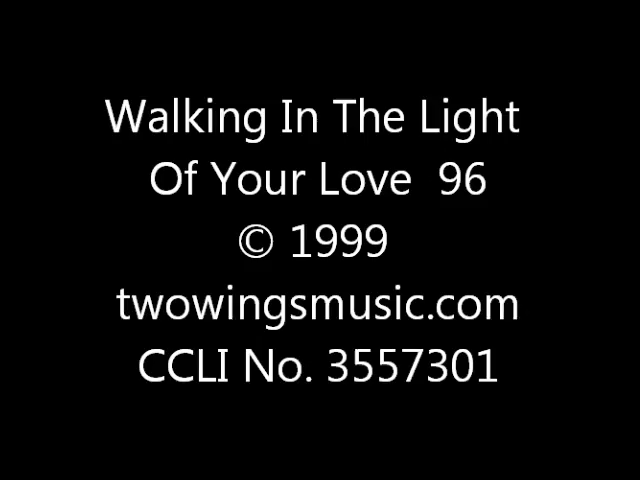 Walking In The Light
Of Your Love  96
© 1999
twowingsmusic.com
CCLI No. 3557301